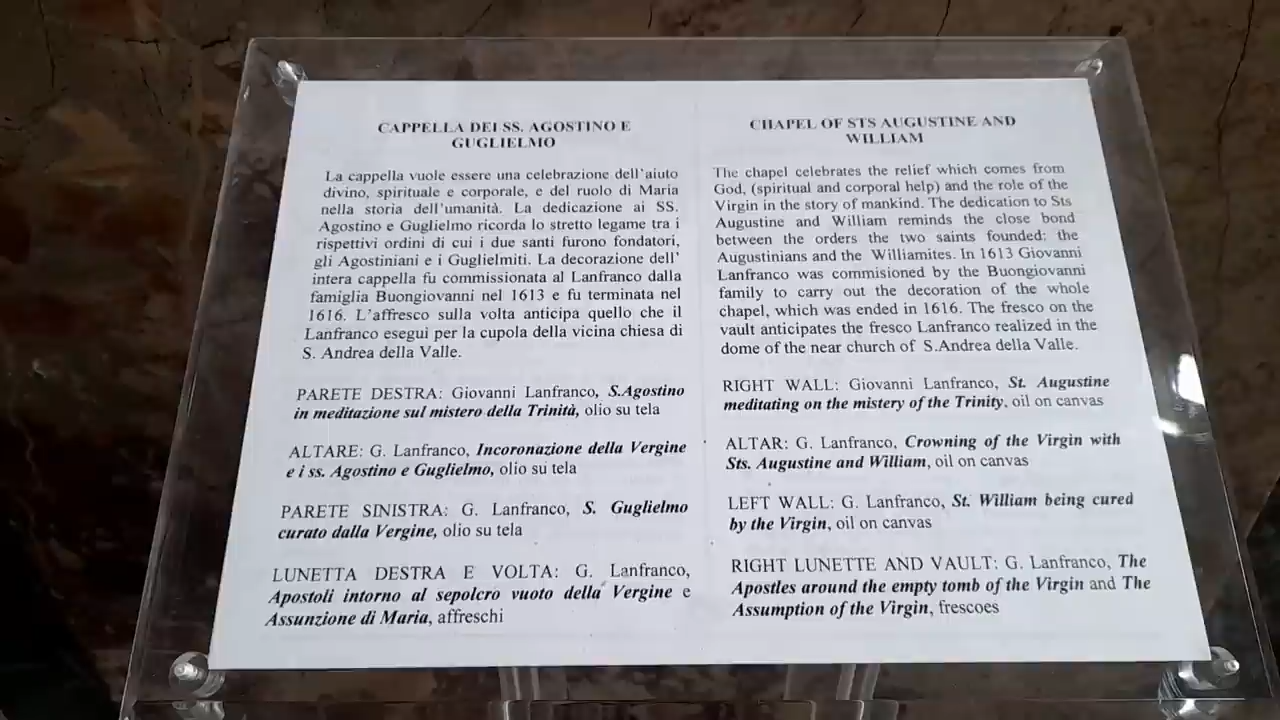 CAPPELLA DEI SS. AGOSTINO E
GUGLIELMO
La cappella vuole essere una celebrazione dell'aiuto
divino, spirituale e corporale, e del ruolo di Maria
nella storia dell'umanità. La dedicazione ai SS.
Agostino e Guglielmo ricorda lo stretto legame tra i
rispettivi ordini di cui i due santi furono fondatori,
gli Agostiniani e i Guglielmiti. La decorazione dell'
intera cappella fu commissionata al Lanfranco dalla
famiglia Buongiovanni nel 1613 e fu terminata nel
1616. L'affresco sulla volta anticipa quello che il
Lanfranco eseguì per la cupola della vicina chiesa di
S. Andrea della Valle.
PARETE DESTRA: Giovanni Lanfranco, S.Agostino
in meditazione sul mistero della Trinità, olio su tela
ALTARE: G. Lanfranco, Incoronazione della Vergine
e i ss. Agostino e Guglielmo, olio su tela
PARETE SINISTRA: G. Lanfranco, S. Guglielmo
curato dalla Vergine, olio su tela
LUNETTA DESTRA E VOLTA: G. Lanfranco,
Apostoli intorno al sepolcro vuoto della Vergine e
Assunzione di Maria, affreschi
CHAPEL OF STS AUGUSTINE AND
WILLIAM
The chapel celebrates the relief which comes from
God, (spiritual and corporal help) and the role of the
Virgin in the story of mankind. The dedication to Sts
Augustine and William reminds the close bond
between the orders the two saints founded: the
Augustinians and the Williamites. In 1613 Giovanni
Lanfranco was commisioned by the Buongiovanni
family to carry out the decoration of the whole
chapel, which was ended in 1616. The fresco on the
vault anticipates the fresco Lanfranco realized in the
dome of the near church of S.Andrea della Valle.
RIGHT WALL: Giovanni Lanfranco, St. Augustine
meditating on the mistery of the Trinity, oil on canvas
ALTAR: G. Lanfranco, Crowning of the Virgin with
Sts. Augustine and William, oil on canvas
LEFT WALL: G. Lanfranco, St. William being cured
by the Virgin, oil on canvas
RIGHT LUNETTE AND VAULT: G. Lanfranco, The
Apostles around the empty tomb of the Virgin and The
Assumption of the Virgin, frescoes